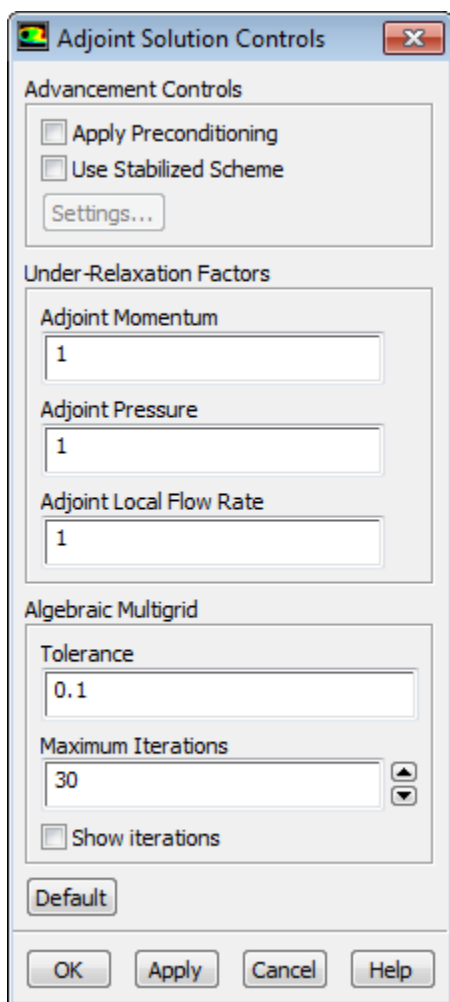 Adjoint Solution Controls
Advancement Controls
Apply Preconditioning
Use Stabilized Scheme
Settings...
Under-Relaxation Factors
Adjoint Momentum
1
Adjoint Pressure
1
Adjoint Local Flow Rate
1
Algebraic Multigrid
Tolerance
0.1
Maximum Iterations
30
Show iterations
Default
OK Apply Cancel Help